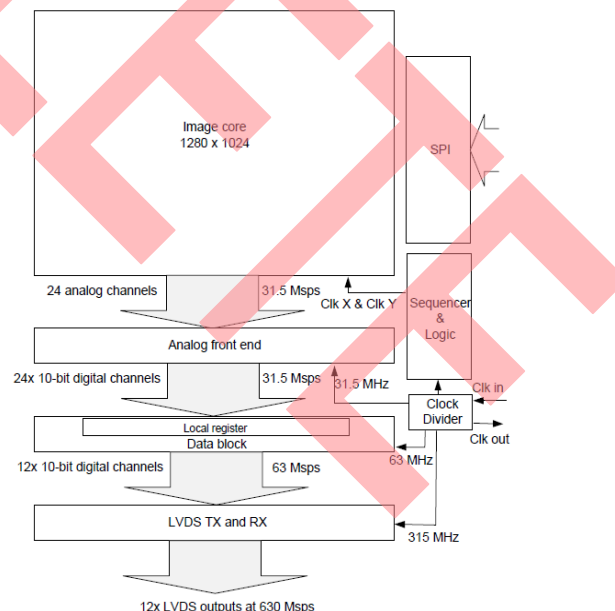 Image core
1280 x 1024
SPI
24 analog channels
31.5 Msps
Clk X & Clk Y
Sequencer
&
Logic
Analog front end
24x 10-bit digital channels
31.5 Msps
31.5 MHz
Clk in
Clock
Divider
Clk out
Local register
Data block
12x 10-bit digital channels
63 Msps
63 MHz
LVDS TX and RX
315 MHz
12x LVDS outputs at 630 Msps